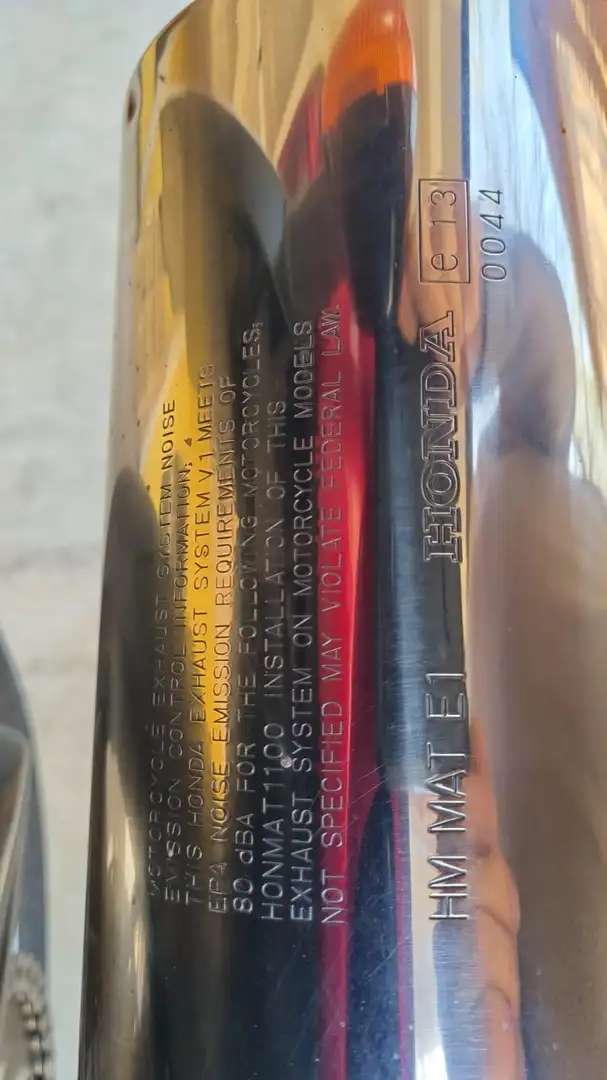 MOTORCYCLE EXHAUST SYSTEM NOISE
EMISSION CONTROL INFORMATION;
THIS HONDA EXHAUST SYSTEM V1 MEETS
EPA NOISE EMISSION REQUIREMENTS OF
80 dBA FOR THE FOLLOWING MOTORCYCLES,
HONMAT1100 INSTALLATION OF THIS
EXHAUST SYSTEM ON MOTORCYCLE MODELS
NOT SPECIFIED MAY VIOLATE FEDERAL LAW.
HM MAT E1 HONDA e 13
0044